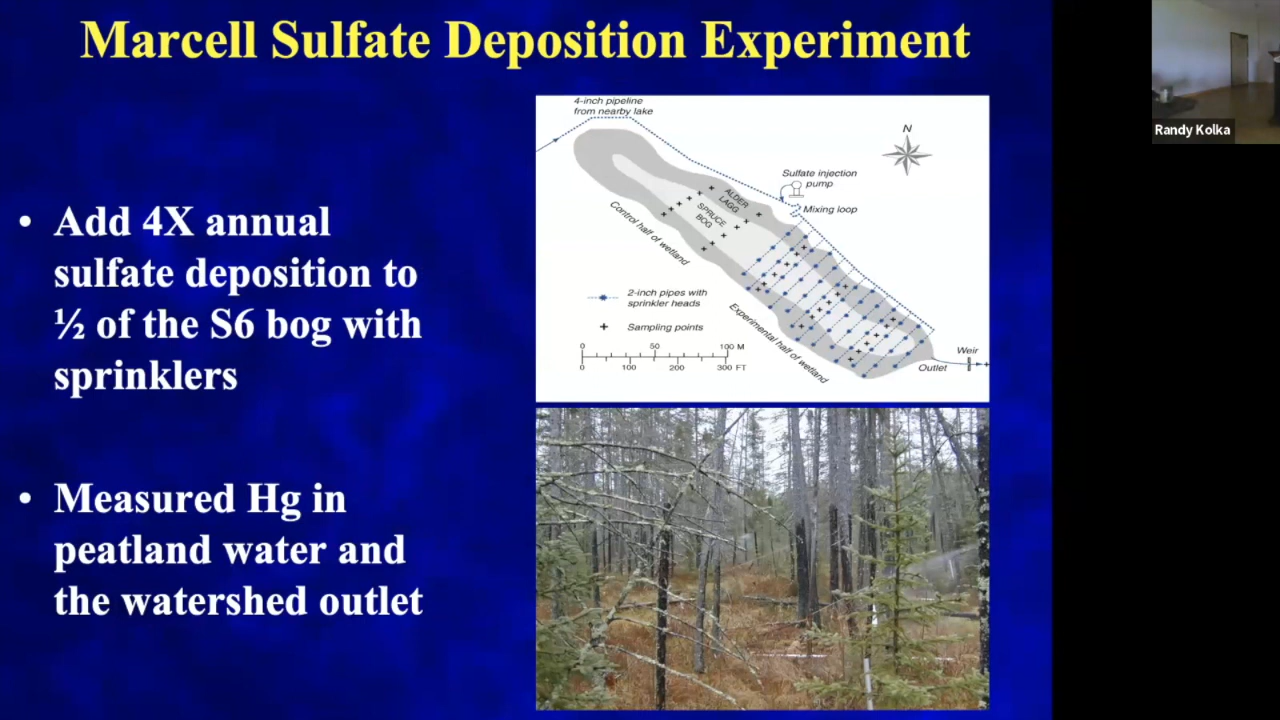 Marcell Sulfate Deposition Experiment
• Add 4X annual
sulfate deposition to
½ of the S6 bog with
sprinklers
• Measured Hg in
peatland water and
the watershed outlet
4-inch pipeline
from nearby lake
N
Sulfate injection
pump
Mixing loop
ALDER
LAGG
SPRUCE
BOG
Control half of wetland
2-inch pipes with
sprinkler heads
Sampling points
Experimental half of wetland
0 50 100 M
0 100 200 300 FT
Weir
Outlet
Randy Kolka